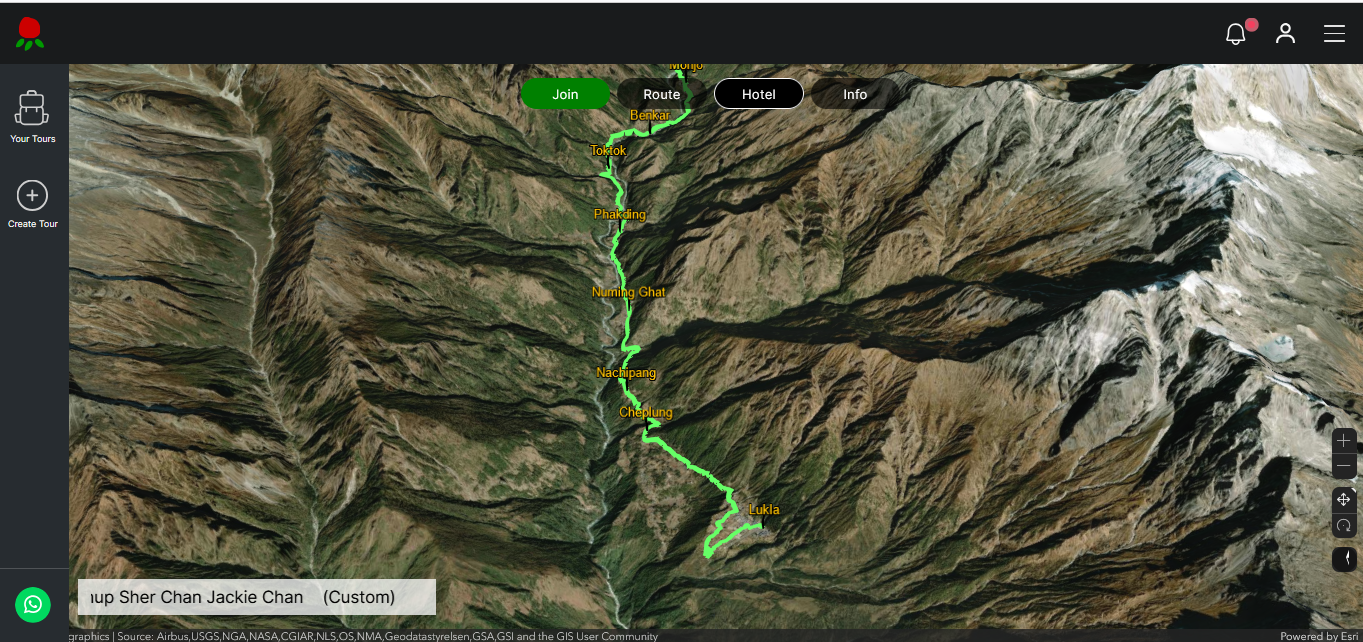 Your Tours
Create Tour
Join
Route
Hotel
Info
Monjo
Benkar
Toktok
Phakding
Numing Ghat
Nachipang
Cheplung
Lukla
Sher Chan Jackie Chan (Custom)
graphics | Source: Airbus,USGS,NGA,NASA,CGIAR,NLS,OS,NMA,Geodatastyrelsen,GSA,GSI and the GIS User Community
Powered by Esri